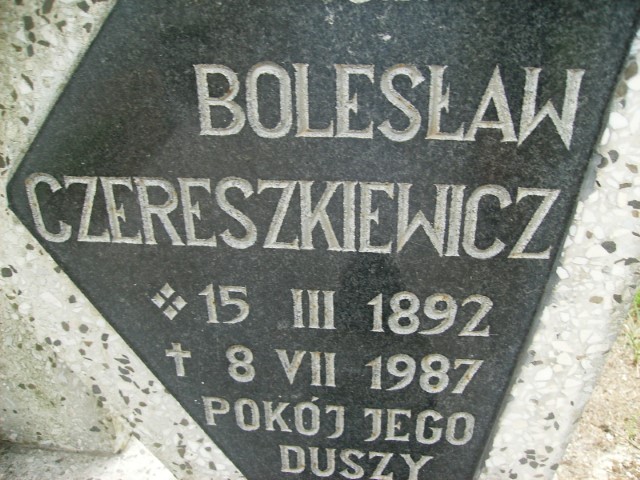 BOLESŁAW
CZERESZKIEWICZ
❖ 15 III 1892
† 8 VII 1987
POKÓJ JEGO
DUSZY